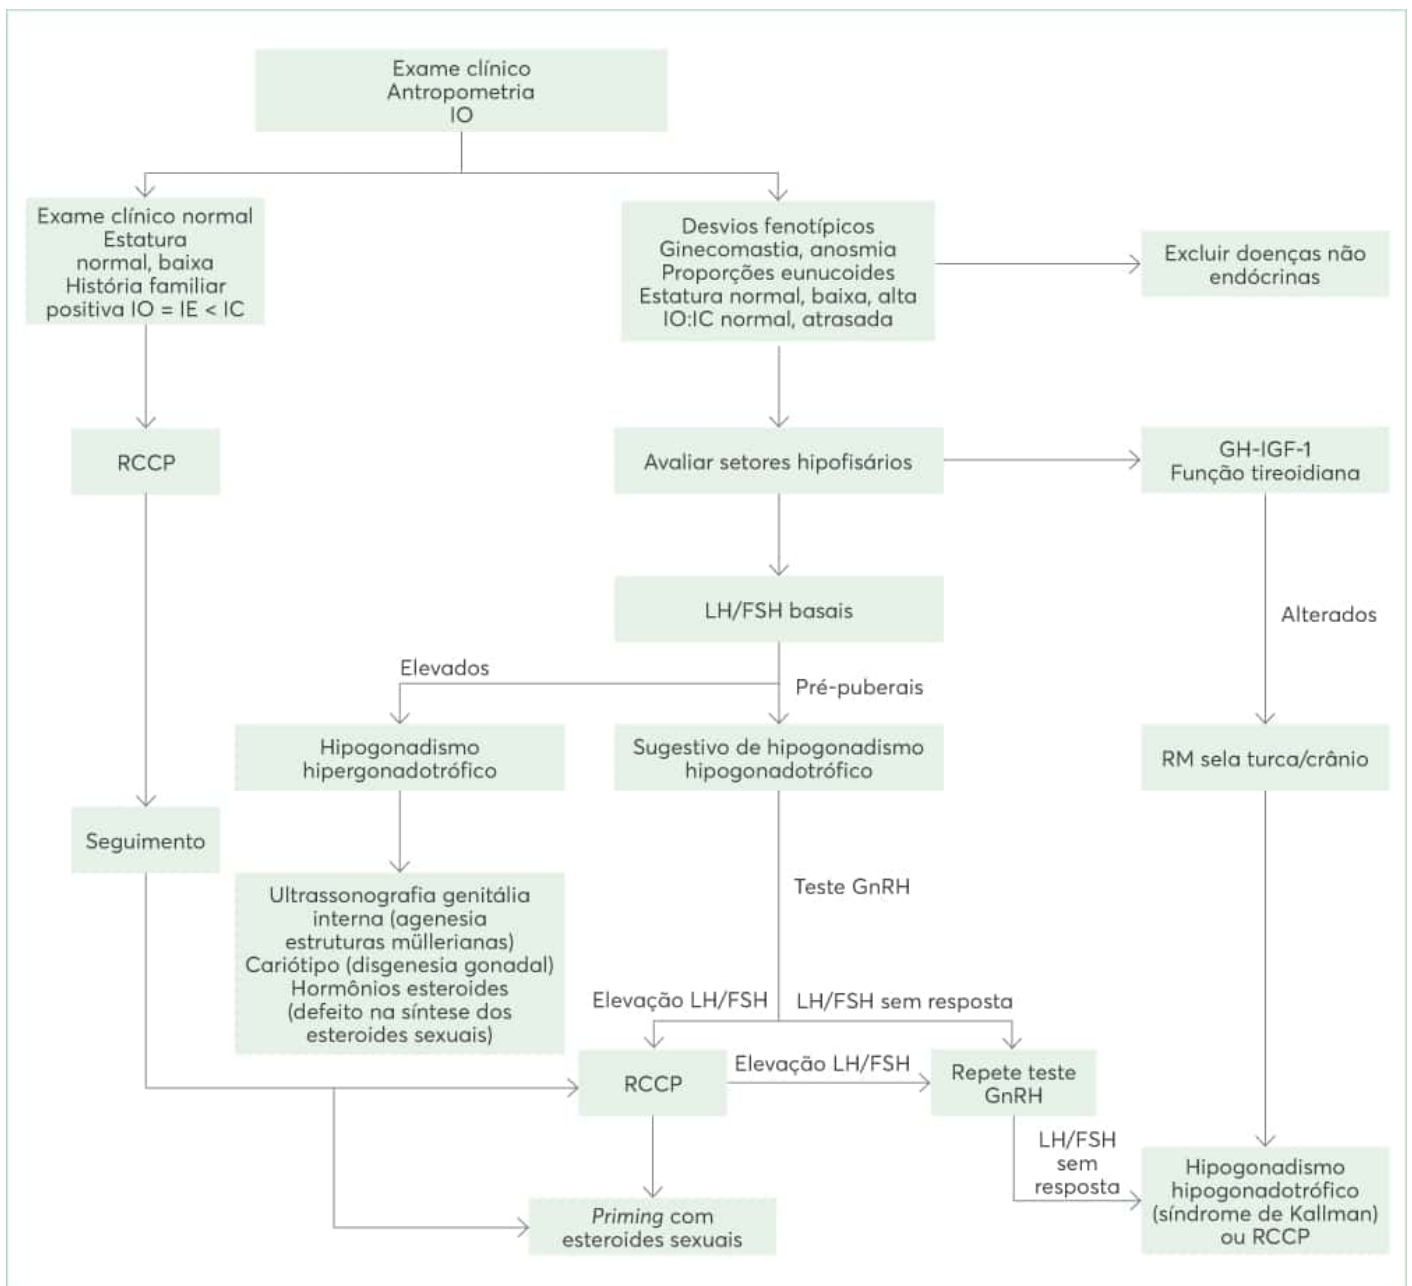 Exame clínico
Antropometria
IO
Exame clínico normal
Estatura
normal, baixa
História familiar
positiva IO = IE < IC
Desvios fenotípicos
Ginecomastia, anosmia
Proporções eunucoides
Estatura normal, baixa, alta
IO:IC normal, atrasada
Excluir doenças não
endócrinas
RCCP
Avaliar setores hipofisários
GH-IGF-1
Função tireoidiana
LH/FSH basais
Alterados
Elevados
Pré-puberais
Hipogonadismo
hipergonadotrófico
Sugestivo de hipogonadismo
hipogonadotrófico
RM sela turca/crânio
Seguimento
Ultrassonografia genitália
interna (agenesia
estruturas müllerianas)
Cariótipo (disgenesia gonadal)
Hormônios esteroides
(defeito na síntese dos
esteroides sexuais)
Teste GnRH
Elevação LH/FSH
LH/FSH sem resposta
RCCP
Elevação LH/FSH
Repete teste
GnRH
LH/FSH
sem
resposta
Hipogonadismo
hipogonadotrófico
(síndrome de Kallman)
ou RCCP
Priming com
esteroides sexuais